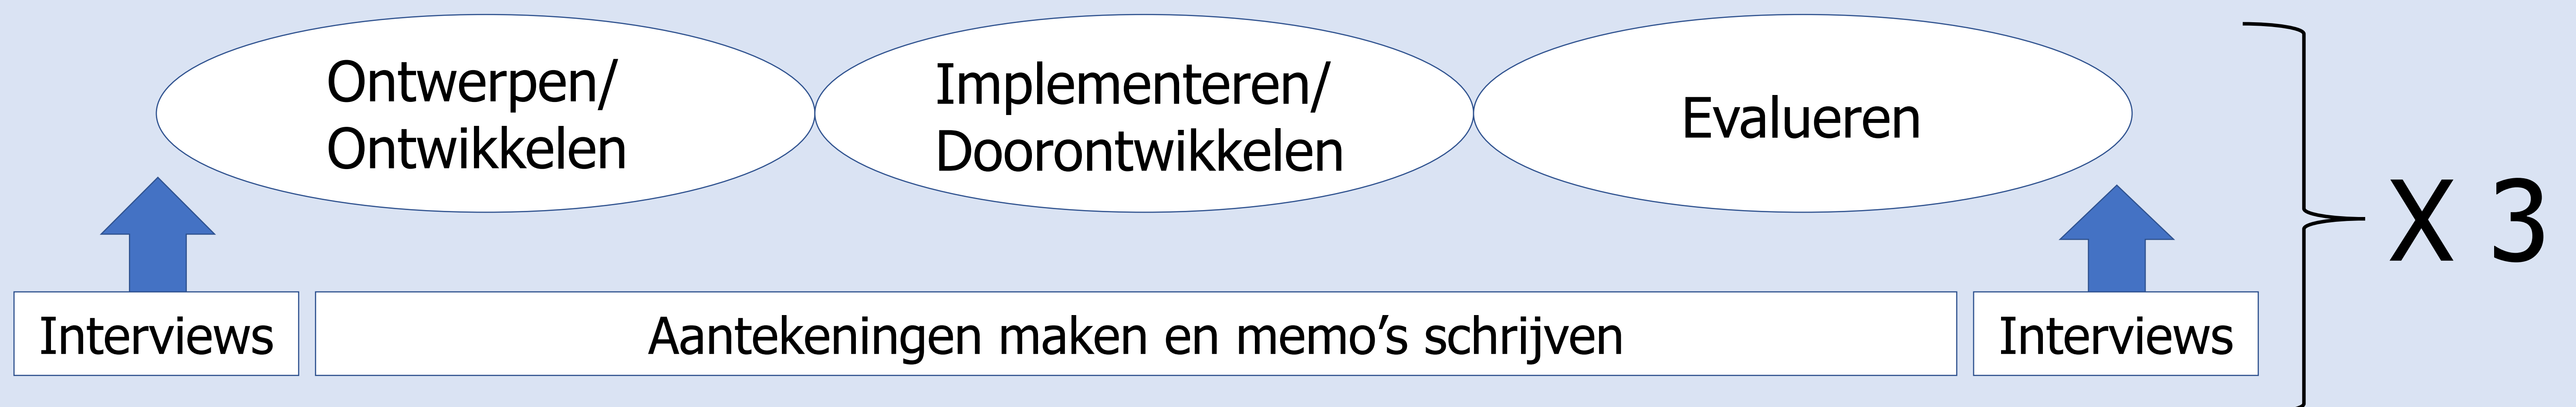 Ontwerpen/
Ontwikkelen
Implementeren/
Doorontwikkelen
Evalueren
X 3
Interviews
Aantekeningen maken en memo’s schrijven
Interviews